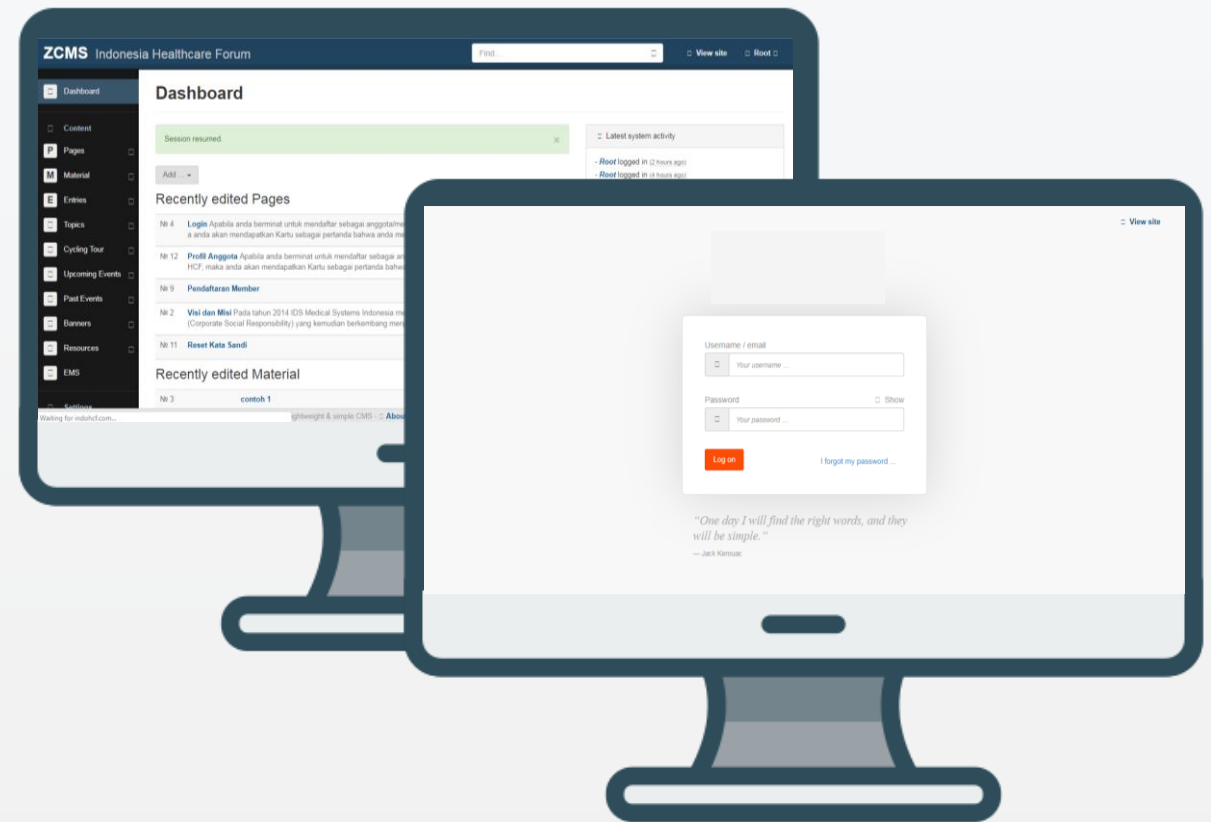 ZCMS Indonesia Healthcare Forum
Find...
View site
Root
Dashboard
Content
Pages
P
Material
M
Entries
E
Topics
Cycling Tour
Upcoming Events
Past Events
Banners
Resources
EMS
Settings
Waiting for indohcf.com...
Dashboard
Session resumed.
×
Add ...
Recently edited Pages
№ 4 Login Apabila anda berminat untuk mendaftar sebagai anggota/me
a anda akan mendapatkan Kartu sebagai pertanda bahwa anda me
№ 12 Profil Anggota Apabila anda berminat untuk mendaftar sebagai an
HCF, maka anda akan mendapatkan Kartu sebagai pertanda bahw
№ 9 Pendaftaran Member
№ 2 Visi dan Misi Pada tahun 2014 IDS Medical Systems Indonesia me
(Corporate Social Responsibility) yang kemudian berkembang menj
№ 11 Reset Kata Sandi
Recently edited Material
№ 3 contoh 1
ightweight & simple CMS - Abou
Latest system activity
- Root logged in (2 hours ago)
- Root logged in (4 hours ago)
View site
Username / email
Your username ...
Password
Show
Your password ...
Log on
I forgot my password ...
“One day I will find the right words, and they
will be simple.“
— Jack Kerouac